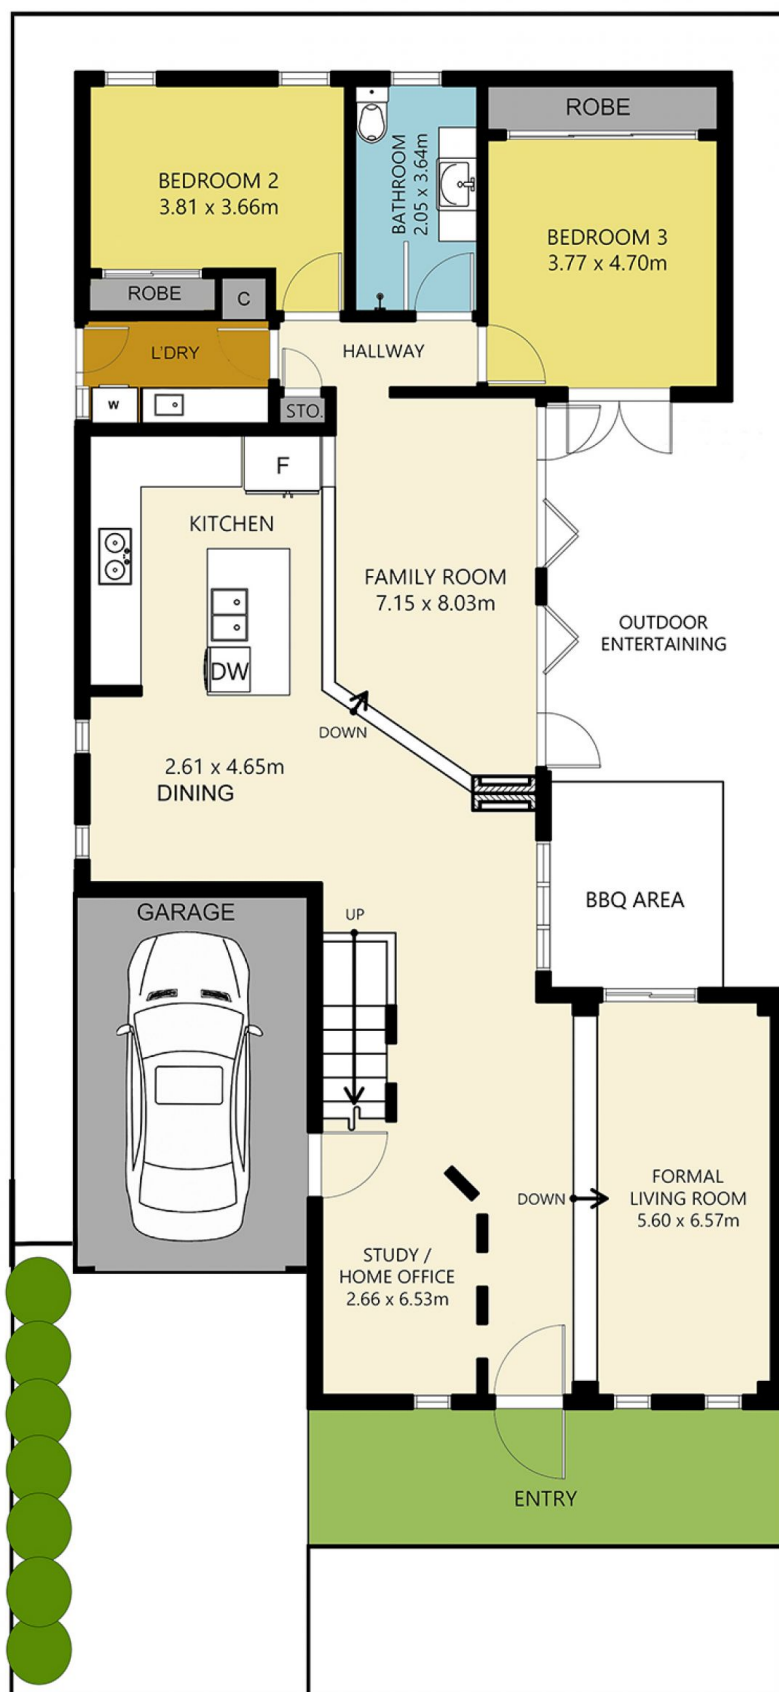 ROBE
BEDROOM 2
3.81 x 3.66m
BATHROOM
2.05 x 3.64m
BEDROOM 3
3.77 x 4.70m
ROBE
C
L'DRY
HALLWAY
W
STO.
F
KITCHEN
FAMILY ROOM
7.15 x 8.03m
OUTDOOR
ENTERTAINING
DW
DOWN
2.61 x 4.65m
DINING
BBQ AREA
GARAGE
UP
DOWN
FORMAL
LIVING ROOM
5.60 x 6.57m
STUDY /
HOME OFFICE
2.66 x 6.53m
ENTRY